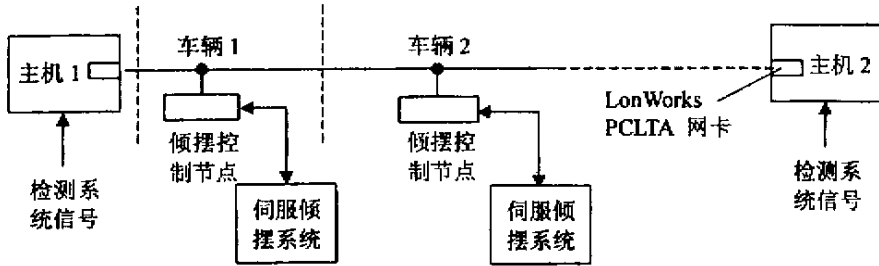 车辆 1
车辆 2
主机 1
主机 2
LonWorks
PCLTA 网卡
倾摆控
制节点
倾摆控
制节点
检测系
统信号
检测系
统信号
伺服倾
摆系统
伺服倾
摆系统